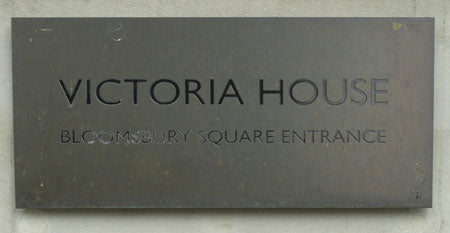 VICTORIA HOUSE
BLOOMSBURY SQUARE ENTRANCE